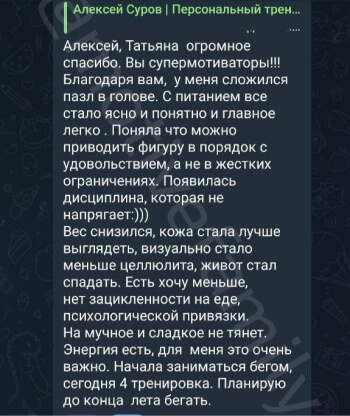 Алексей Суров | Персональный трен...
Алексей, Татьяна огромное
спасибо. Вы супермотиваторы!!!
Благодаря вам, у меня сложился
пазл в голове. С питанием все
стало ясно и понятно и главное
легко . Поняла что можно
приводить фигуру в порядок с
удовольствием, а не в жестких
ограничениях. Появилась
дисциплина, которая не
напрягает:)))
Вес снизился, кожа стала лучше
выглядеть, визуально стало
меньше целлюлита, живот стал
спадать. Есть хочу меньше,
нет зацикленности на еде,
психологической привязки.
На мучное и сладкое не тянет.
Энергия есть, для меня это очень
важно. Начала заниматься бегом,
сегодня 4 тренировка. Планирую
до конца лета бегать.